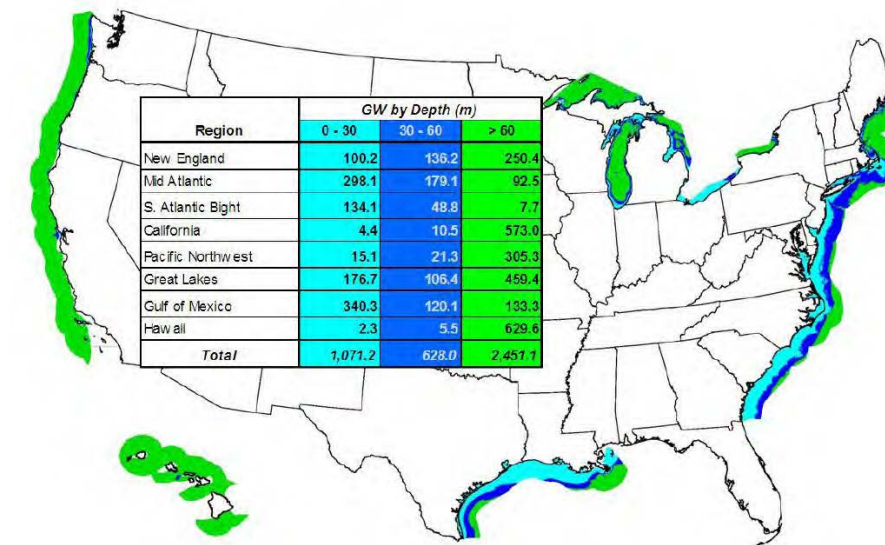 GW by Depth (m)
Region 0 - 30 30 - 60 > 60
New England 100.2 136.2 250.4
Mid Atlantic 298.1 179.1 92.5
S. Atlantic Bight 134.1 48.8 7.7
California 4.4 10.5 573.0
Pacific Northwest 15.1 21.3 305.3
Great Lakes 176.7 106.4 459.4
Gulf of Mexico 340.3 120.1 133.3
Hawaii 2.3 5.5 629.6
Total 1,071.2 628.0 2,451.1